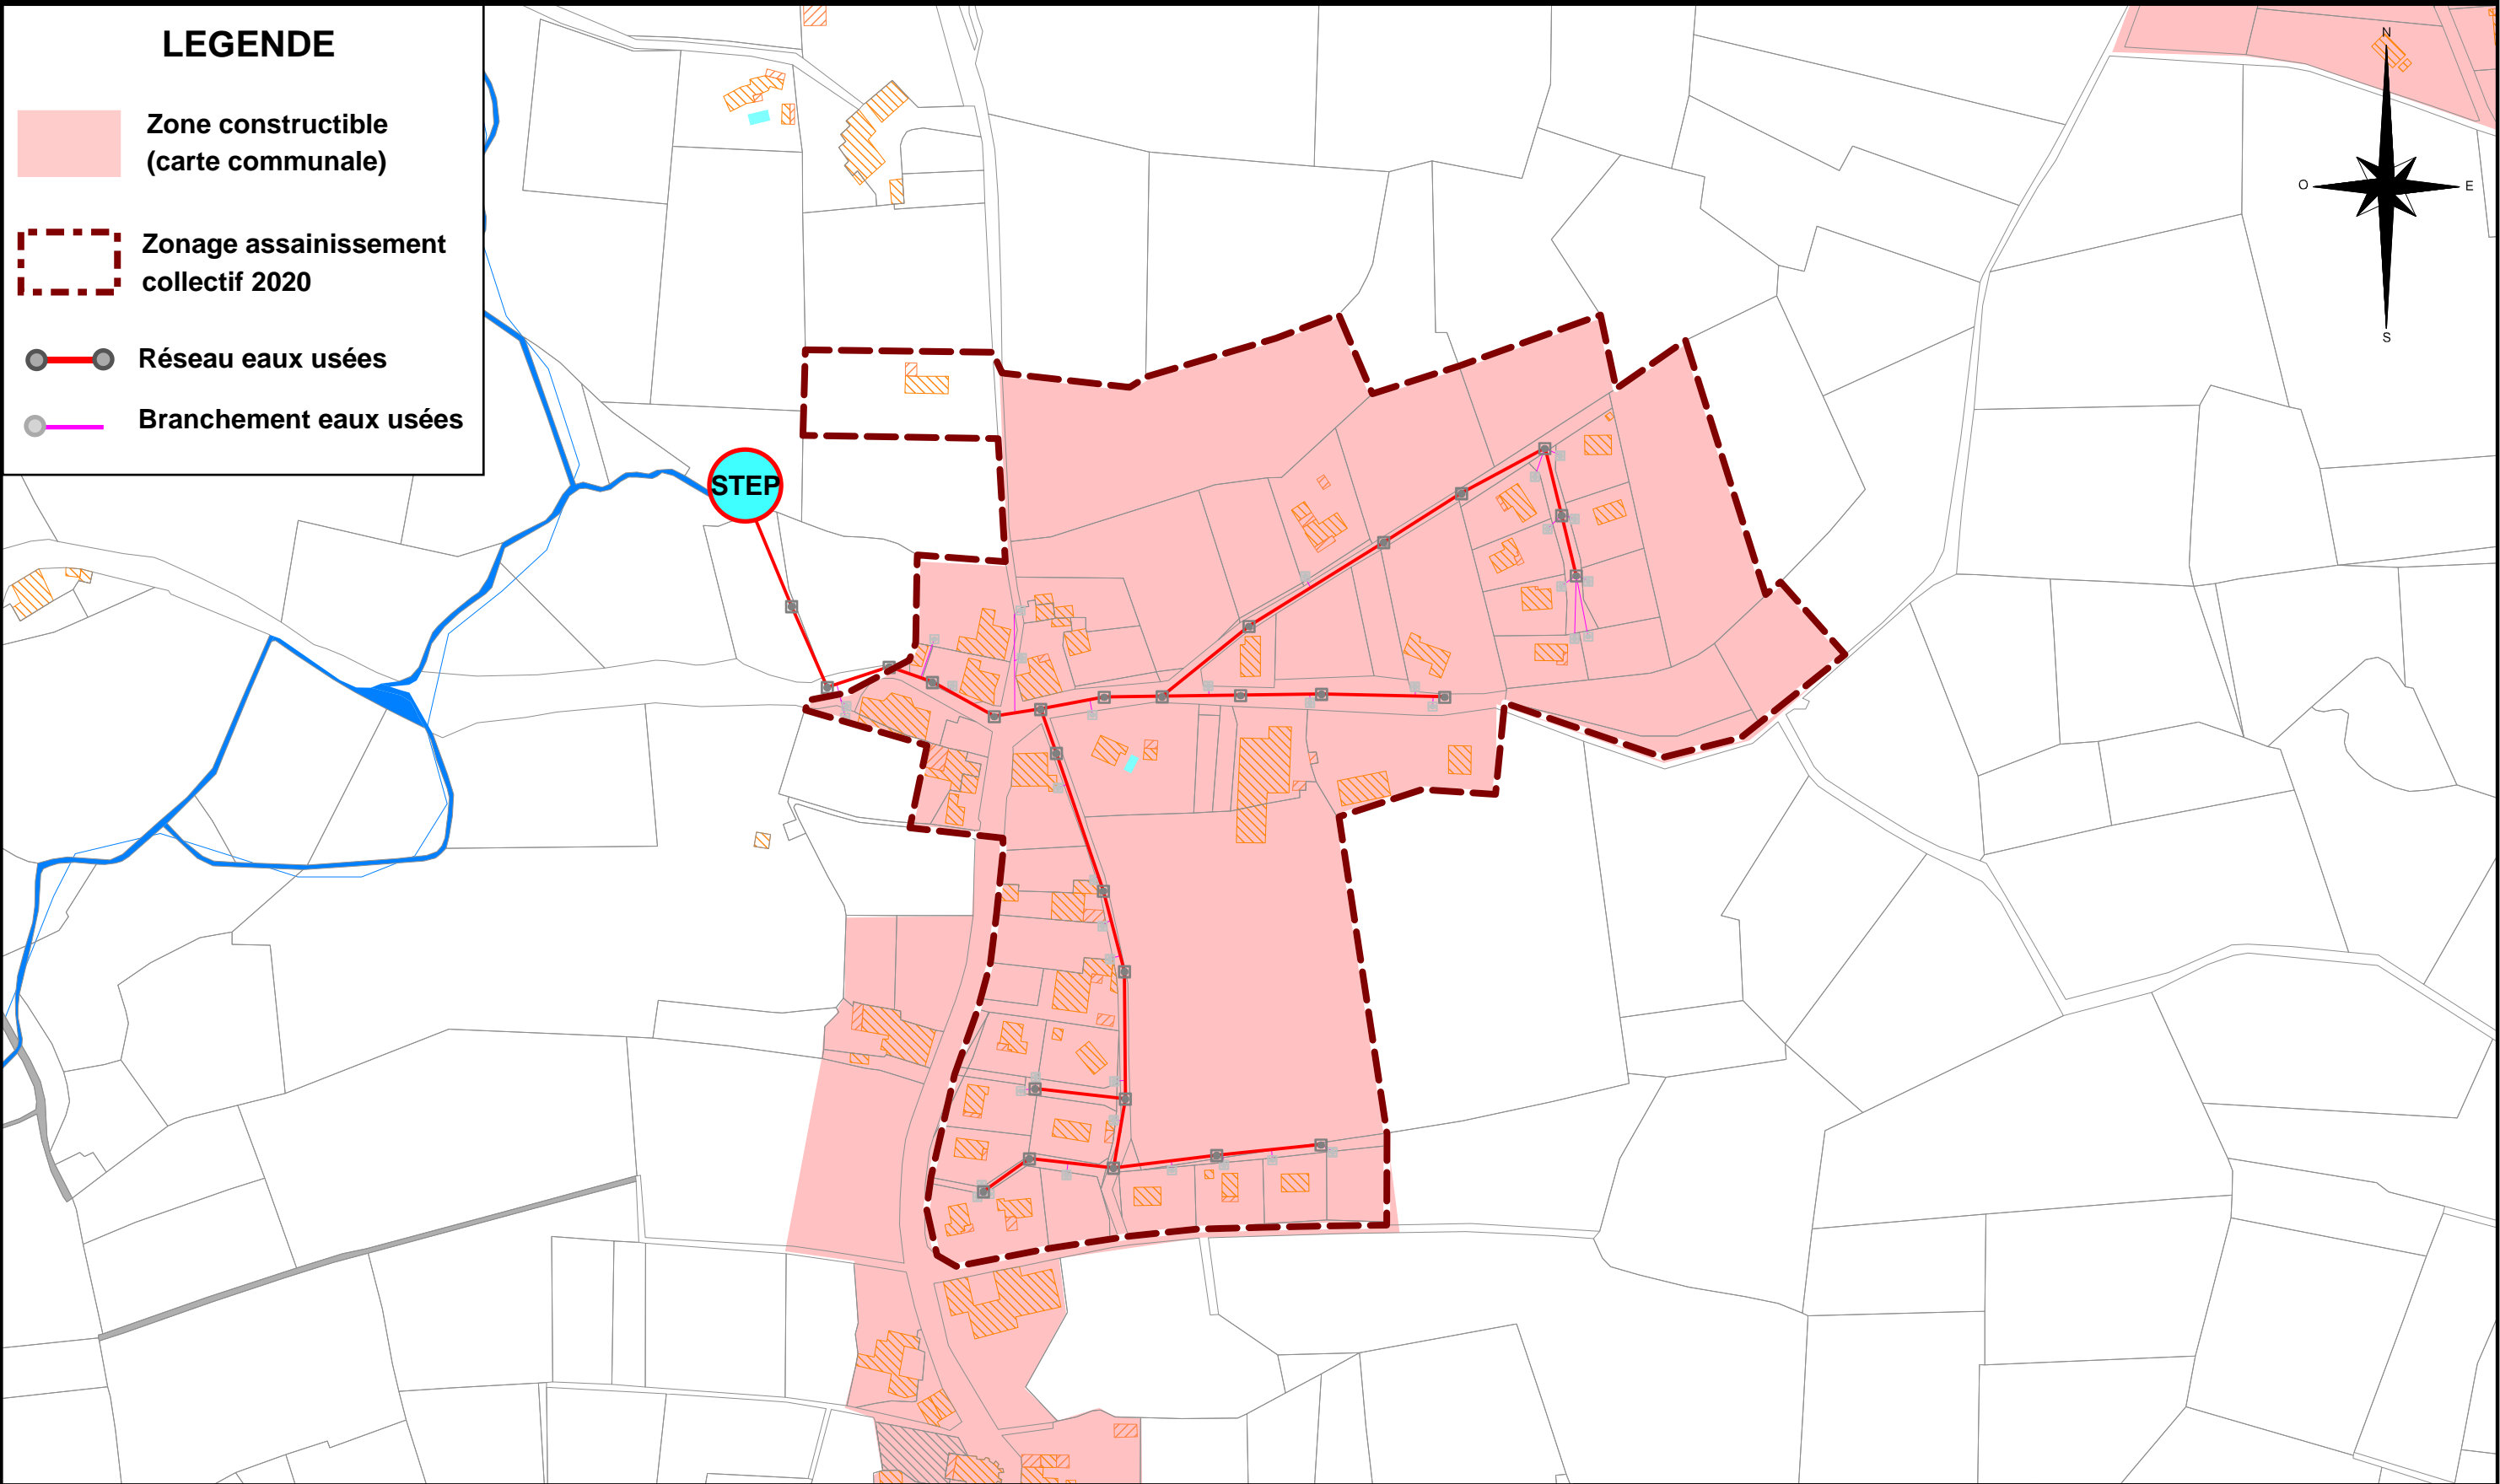 LEGENDE
Zone constructible
(carte communale)
Zonage assainissement
collectif 2020
Réseau eaux usées
Branchement eaux usées
STEP
N
O
E
S